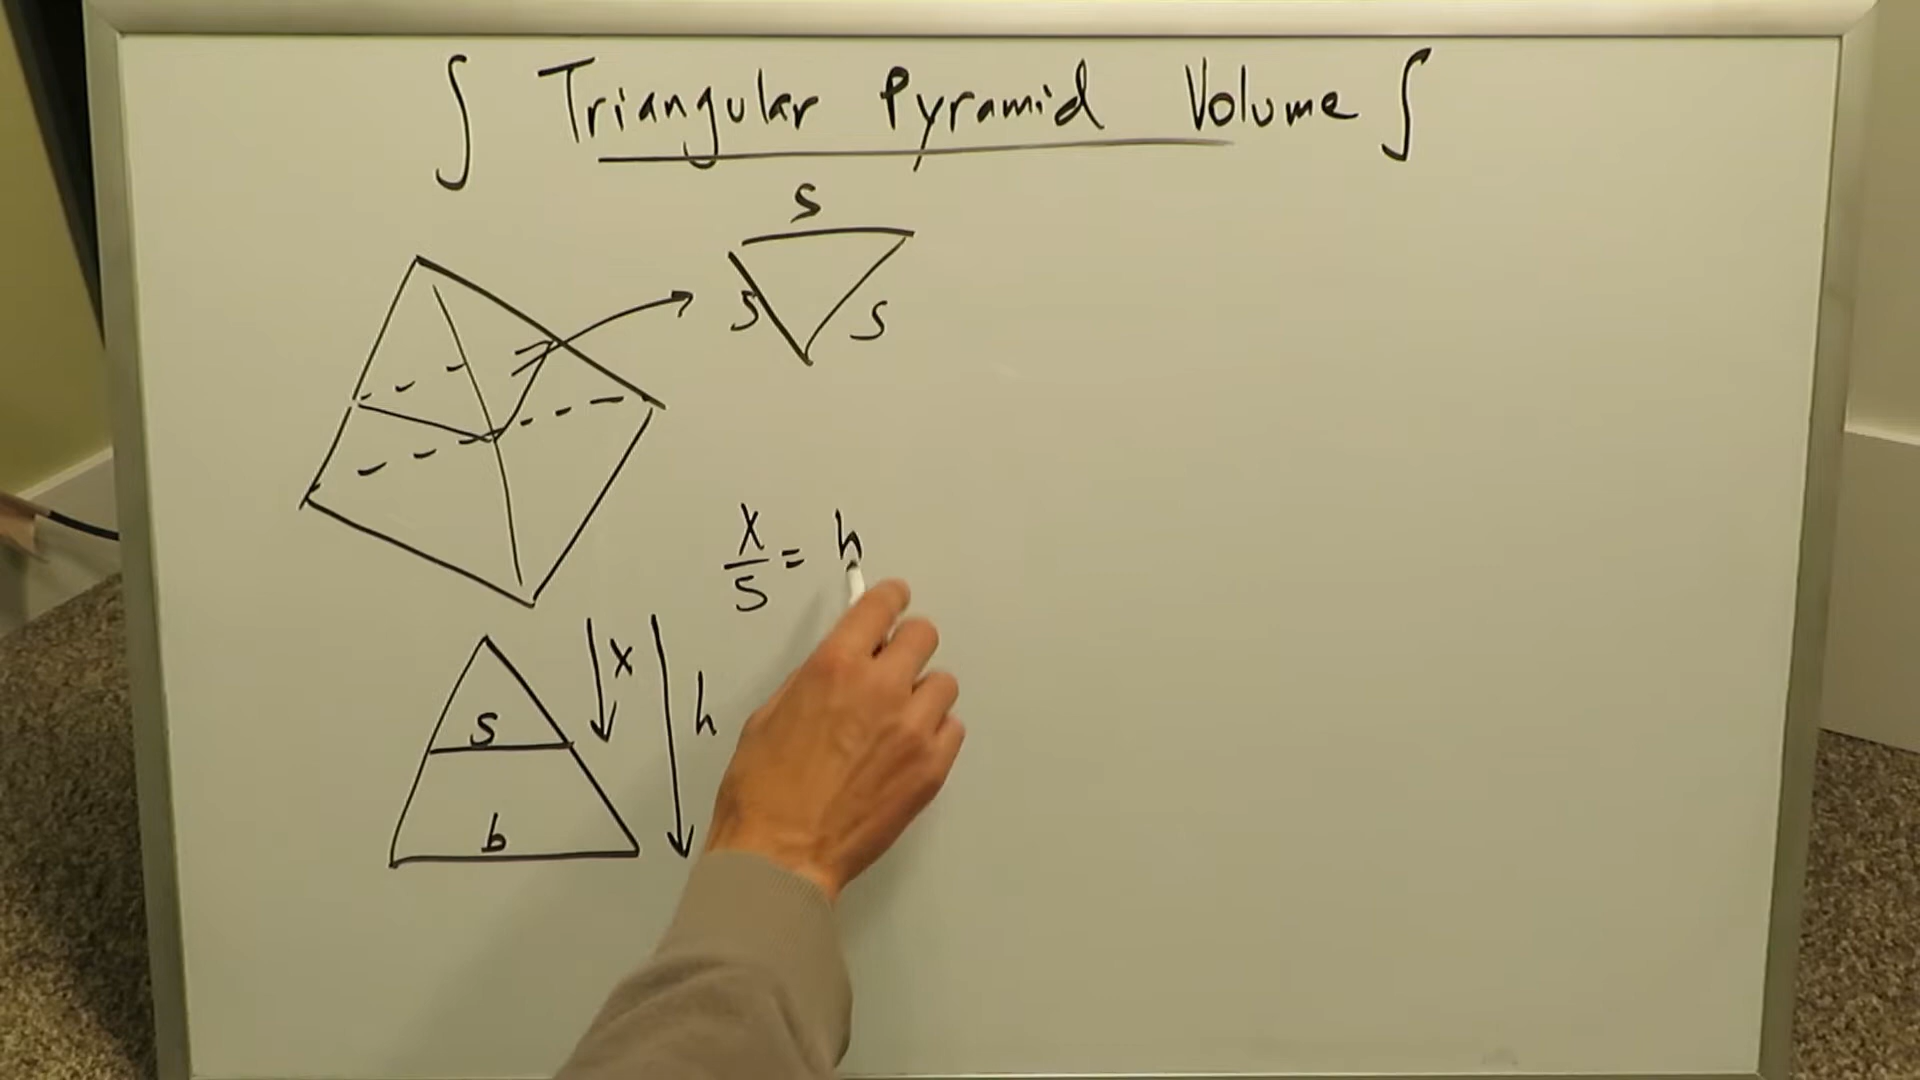 ∫ Triangular Pyramid Volume ∫
s
s s
x/s = h
x
h
s
b